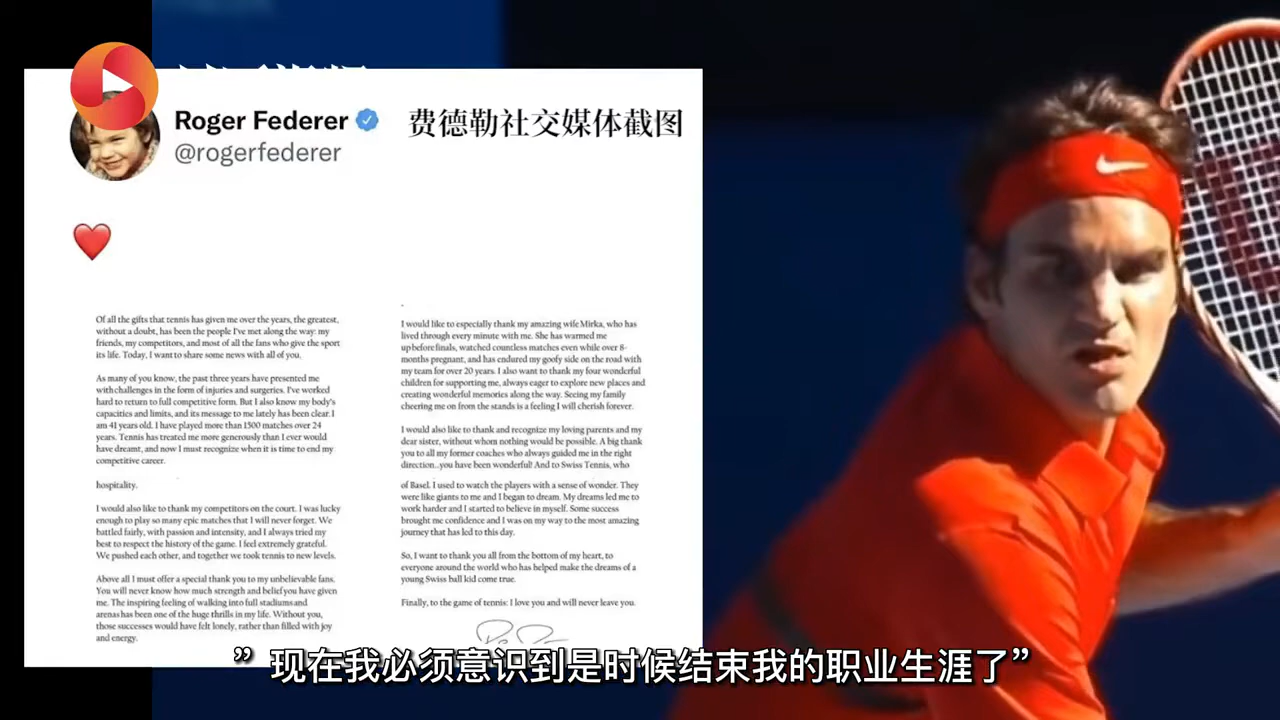 Roger Federer
@rogerfederer
费德勒社交媒体截图
Of all the gifts that tennis has given me over the years, the greatest,
without a doubt, has been the people I've met along the way: my
friends, my competitors, and most of all the fans who give the sport
its life. Today, I want to share some news with all of you.
As many of you know, the past three years have presented me
with challenges in the form of injuries and surgeries. I've worked
hard to return to full competitive form. But I also know my body's
capacities and limits, and its message to me lately has been clear. I
am 41 years old. I have played more than 1500 matches over 24
years. Tennis has treated me more generously than I ever would
have dreamt, and now I must recognize when it is time to end my
competitive career.
hospitality.
I would also like to thank my competitors on the court. I was lucky
enough to play so many epic matches that I will never forget. We
battled fairly, with passion and intensity, and I always tried my
best to respect the history of the game. I feel extremely grateful.
We pushed each other, and together we took tennis to new levels.
Above all I must offer a special thank you to my unbelievable fans.
You will never know how much strength and belief you have given
me. The inspiring feeling of walking into full stadiums and
arenas has been one of the huge thrills in my life. Without you,
those successes would have felt lonely, rather than filled with joy
and energy.
I would like to especially thank my amazing wife Mirka, who has
lived through every minute with me. She has warmed me
up before finals, watched countless matches even while over 8-
months pregnant, and has endured my goofy side on the road with
my team for over 20 years. I also want to thank my four wonderful
children for supporting me, always eager to explore new places and
creating wonderful memories along the way. Seeing my family
cheering me on from the stands is a feeling I will cherish forever.
I would also like to thank and recognize my loving parents and my
dear sister, without whom nothing would be possible. A big thank
you to all my former coaches who always guided me in the right
direction...you have been wonderful! And to Swiss Tennis, who
of Basel. I used to watch the players with a sense of wonder. They
were like giants to me and I began to dream. My dreams led me to
work harder and I started to believe in myself. Some success
brought me confidence and I was on my way to the most amazing
journey that has led to this day.
So, I want to thank you all from the bottom of my heart, to
everyone around the world who has helped make the dreams of a
young Swiss ball kid come true.
Finally, to the game of tennis: I love you and will never leave you.
”现在我必须意识到是时候结束我的职业生涯了”